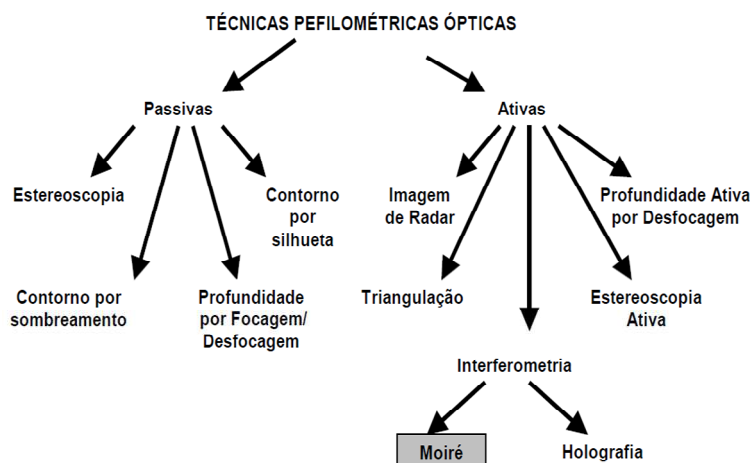 TÉCNICAS PEFILOMÉTRICAS ÓPTICAS
Passivas
Ativas
Estereoscopia
Contorno
por
silhueta
Contorno por
sombreamento
Profundidade
por Focagem/
Desfocagem
Imagem
de Radar
Profundidade Ativa
por Desfocagem
Triangulação
Estereoscopia
Ativa
Interferometria
Moiré
Holografia